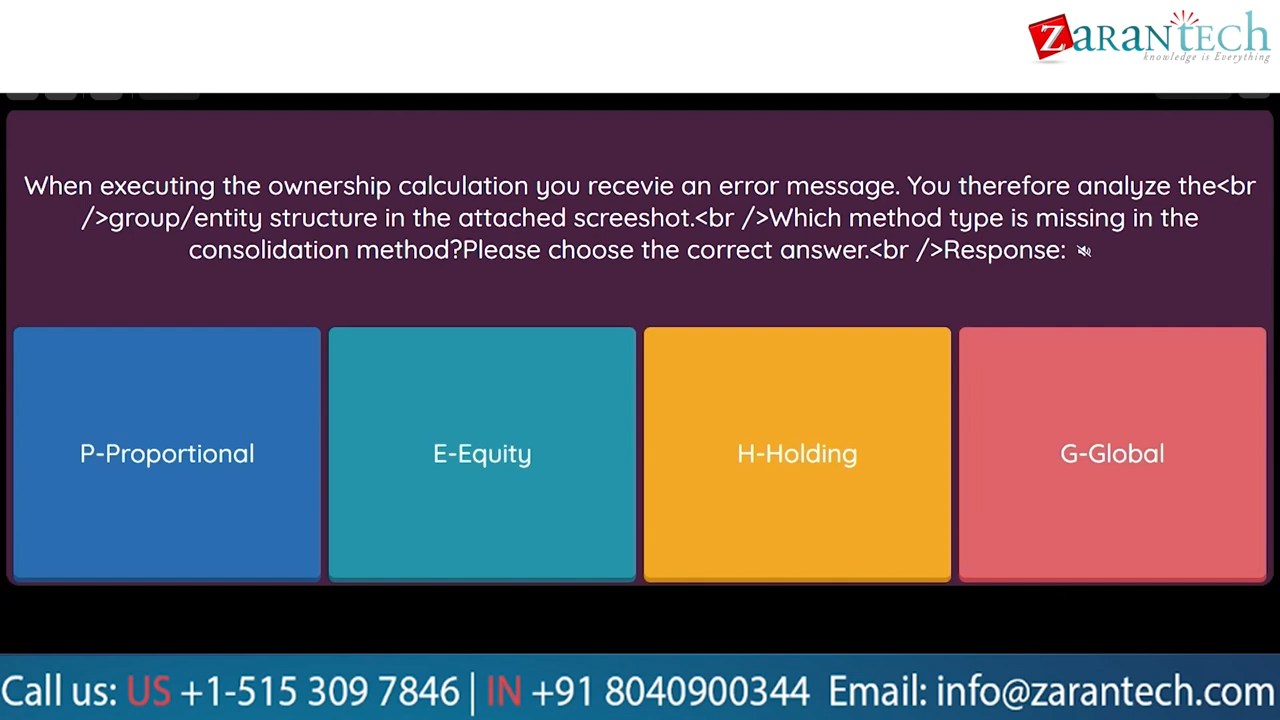 ZARANTECH
knowledge is Everything
When executing the ownership calculation you recevie an error message. You therefore analyze the<br
/>group/entity structure in the attached screeshot.<br />Which method type is missing in the
consolidation method?Please choose the correct answer.<br />Response:
P-Proportional
E-Equity
H-Holding
G-Global
Call us: US +1-515 309 7846 | IN +91 8040900344 Email: info@zarantech.com